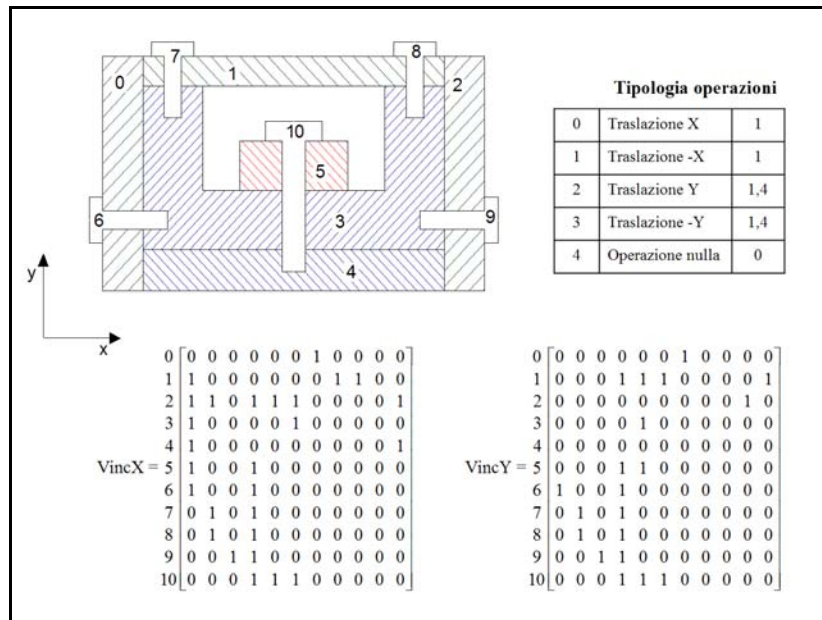 7
8
0
1
2
10
5
6
3
9
4
y
x
Tipologia operazioni
0 Traslazione X 1
1 Traslazione -X 1
2 Traslazione Y 1,4
3 Traslazione -Y 1,4
4 Operazione nulla 0
VincX =
0 0 0 0 0 0 0 1 0 0 0 0
1 1 0 0 0 0 0 0 1 1 0 0
2 1 1 0 1 1 1 0 0 0 0 1
3 1 0 0 0 0 1 0 0 0 0 0
4 1 0 0 0 0 0 0 0 0 0 1
5 1 0 0 1 0 0 0 0 0 0 0
6 1 0 0 1 0 0 0 0 0 0 0
7 0 1 0 1 0 0 0 0 0 0 0
8 0 1 0 1 0 0 0 0 0 0 0
9 0 0 1 1 0 0 0 0 0 0 0
10 0 0 0 1 1 1 0 0 0 0 0
VincY =
0 0 0 0 0 0 0 1 0 0 0 0
1 0 0 0 1 1 1 0 0 0 0 1
2 0 0 0 0 0 0 0 0 0 1 0
3 0 0 0 0 1 0 0 0 0 0 0
4 0 0 0 0 0 0 0 0 0 0 0
5 0 0 0 1 1 0 0 0 0 0 0
6 1 0 0 1 0 0 0 0 0 0 0
7 0 1 0 1 0 0 0 0 0 0 0
8 0 1 0 1 0 0 0 0 0 0 0
9 0 0 1 1 0 0 0 0 0 0 0
10 0 0 0 1 1 1 0 0 0 0 0